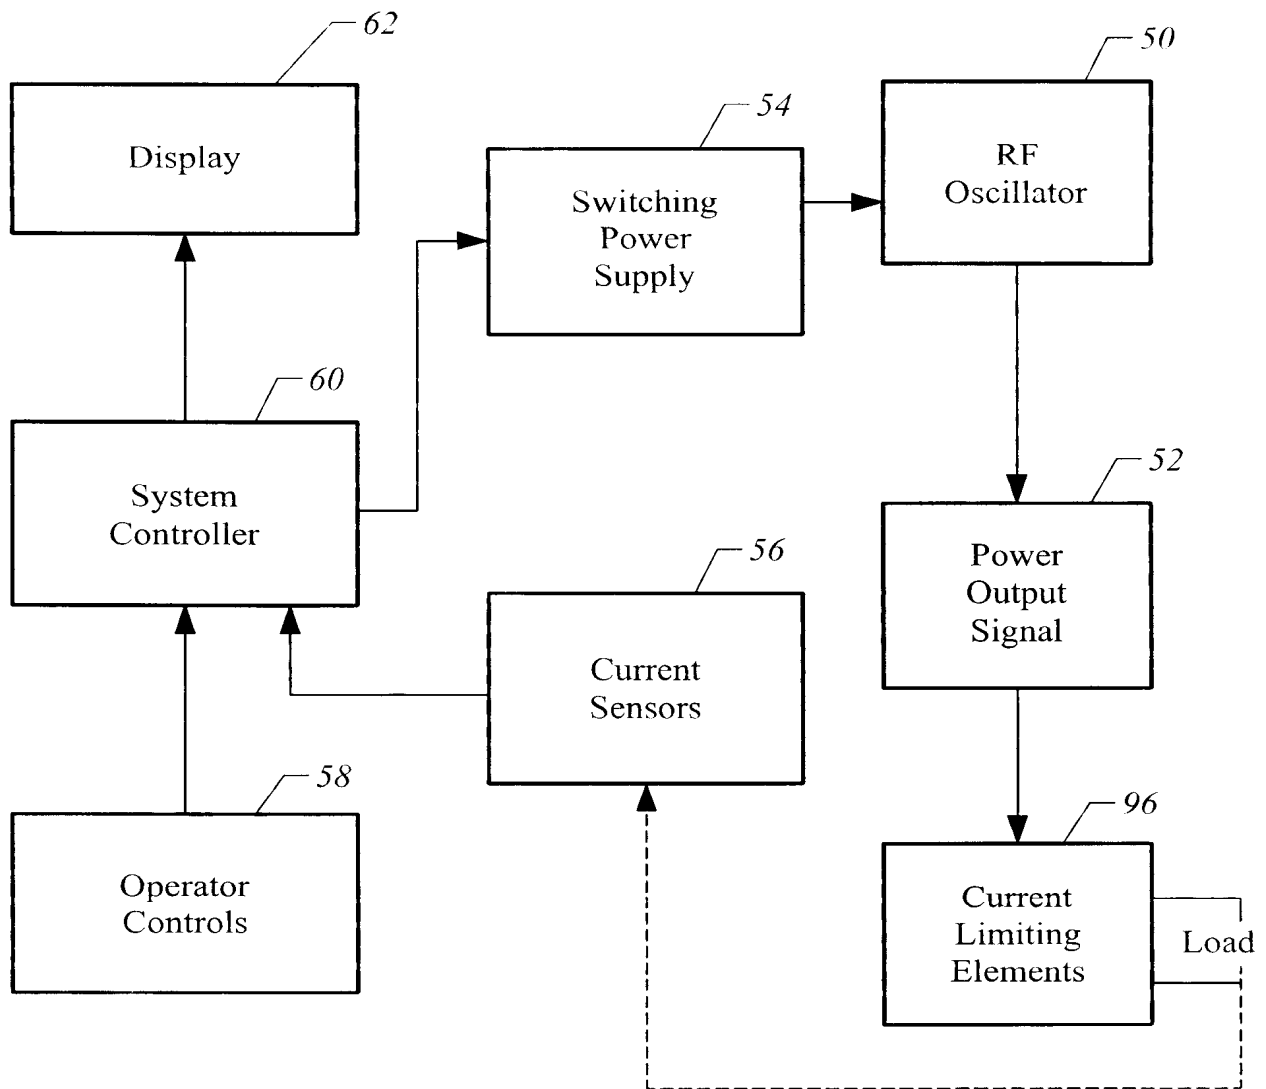 62
Display
54
Switching
Power
Supply
50
RF
Oscillator
60
System
Controller
52
Power
Output
Signal
56
Current
Sensors
58
Operator
Controls
96
Current
Limiting
Elements
Load